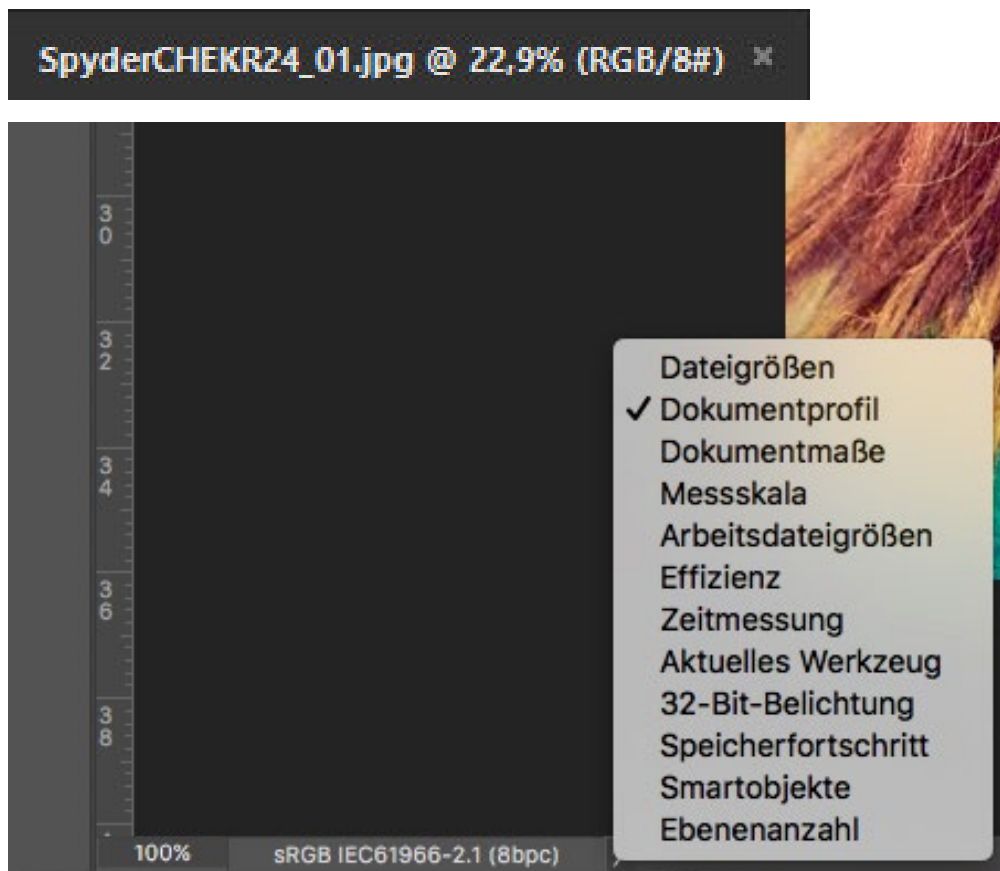 SpyderCHEKR24_01.jpg @ 22,9% (RGB/8#) ×
30
32
34
36
38
Dateigrößen
✓ Dokumentprofil
Dokumentmaße
Messskala
Arbeitsdateigrößen
Effizienz
Zeitmessung
Aktuelles Werkzeug
32-Bit-Belichtung
Speicherfortschritt
Smartobjekte
Ebenenanzahl
100% sRGB IEC61966-2.1 (8bpc)